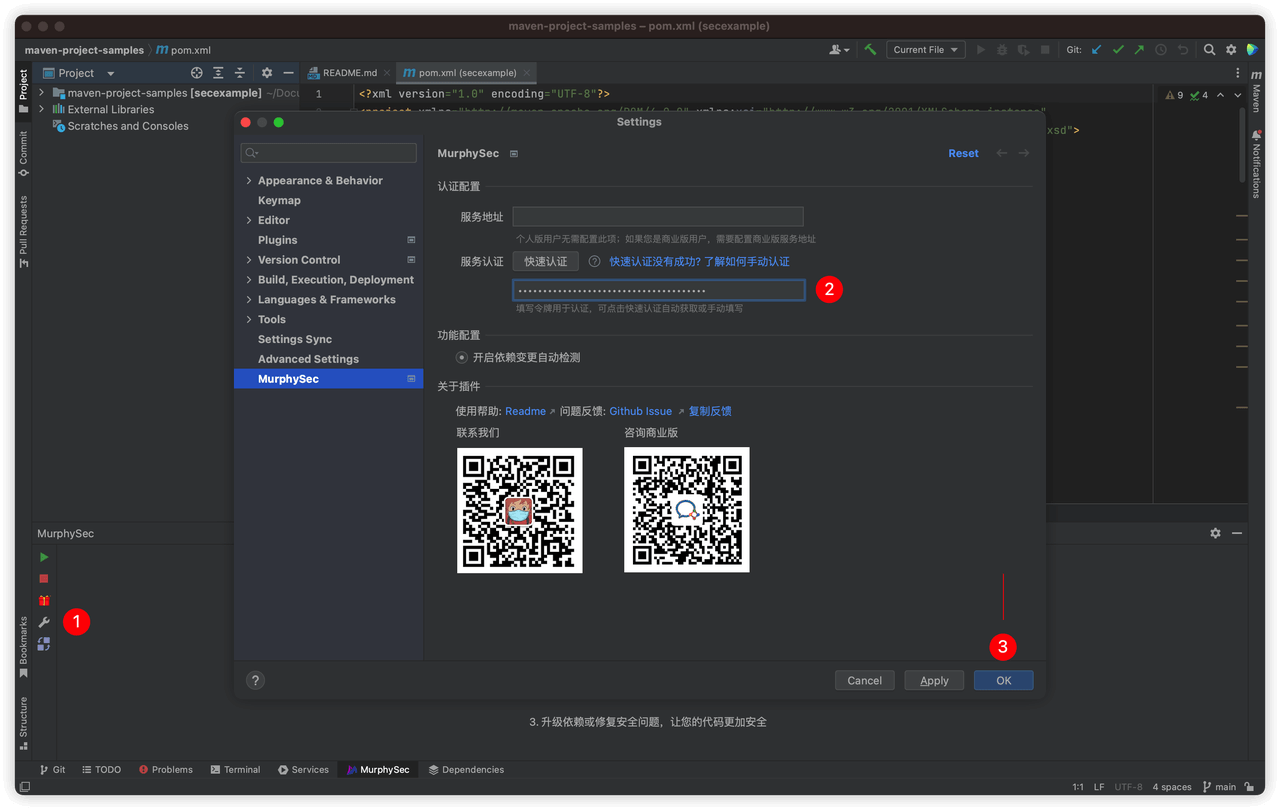 maven-project-samples – pom.xml (secexample)
maven-project-samples
pom.xml
Current File
Git:
Project
README.md
pom.xml (secexample)
maven-project-samples [secexample] ~/Docu
External Libraries
Scratches and Consoles
1
<?xml version="1.0" encoding="UTF-8"?>
9
4
xsd">
Project
Commit
Pull Requests
Bookmarks
Structure
Maven
Notifications
Settings
Appearance & Behavior
Keymap
Editor
Plugins
Version Control
Build, Execution, Deployment
Languages & Frameworks
Tools
Settings Sync
Advanced Settings
MurphySec
MurphySec
Reset
认证配置
服务地址
个人版用户无需配置此项；如果您是商业版用户，需要配置商业版服务地址
服务认证
快速认证
快速认证没有成功? 了解如何手动认证
2
填写令牌用于认证，可点击快速认证自动获取或手动填写
功能配置
开启依赖变更自动检测
关于插件
使用帮助: Readme 问题反馈: Github Issue 复制反馈
联系我们
咨询商业版
3
Cancel
Apply
OK
MurphySec
1
3. 升级依赖或修复安全问题，让您的代码更加安全
Git
TODO
Problems
Terminal
Services
MurphySec
Dependencies
1:1
LF
UTF-8
4 spaces
main